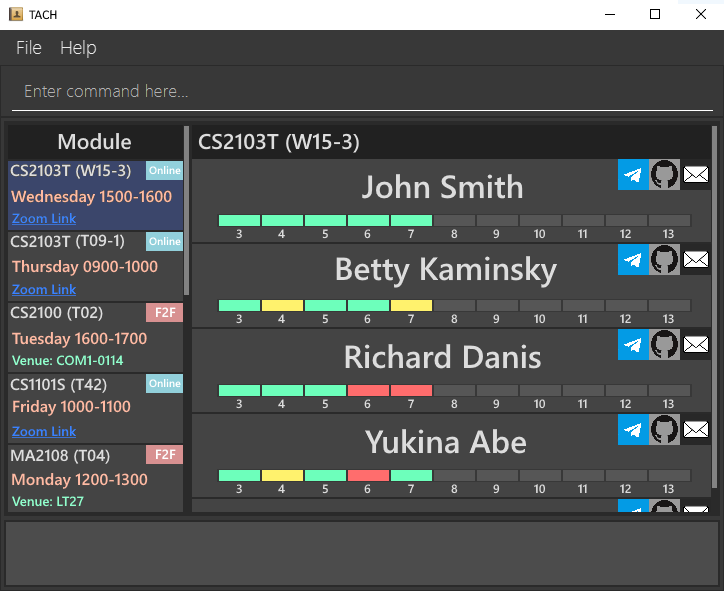 TACH
File Help
Enter command here...
Module
CS2103T (W15-3) Online
Wednesday 1500-1600
Zoom Link
CS2103T (T09-1) Online
Thursday 0900-1000
Zoom Link
CS2100 (T02) F2F
Tuesday 1600-1700
Venue: COM1-0114
CS1101S (T42) Online
Friday 1000-1100
Zoom Link
MA2108 (T04) F2F
Monday 1200-1300
Venue: LT27
CS2103T (W15-3)
John Smith
3 4 5 6 7 8 9 10 11 12 13
Betty Kaminsky
3 4 5 6 7 8 9 10 11 12 13
Richard Danis
3 4 5 6 7 8 9 10 11 12 13
Yukina Abe
3 4 5 6 7 8 9 10 11 12 13